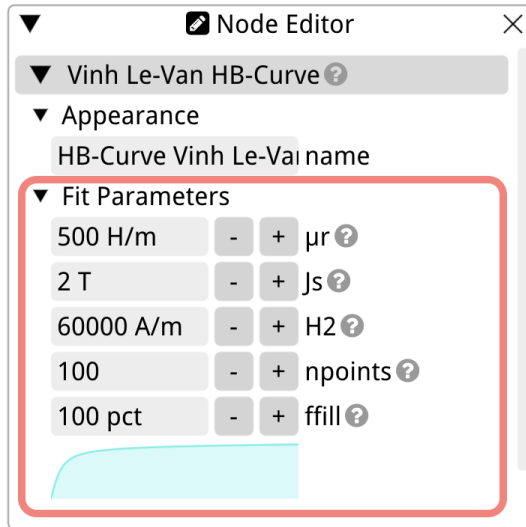 Node Editor
Vinh Le-Van HB-Curve ?
Appearance
HB-Curve Vinh Le-Va name
Fit Parameters
500 H/m - + μr ?
2 T - + Js ?
60000 A/m - + H2 ?
100 - + npoints ?
100 pct - + ffill ?